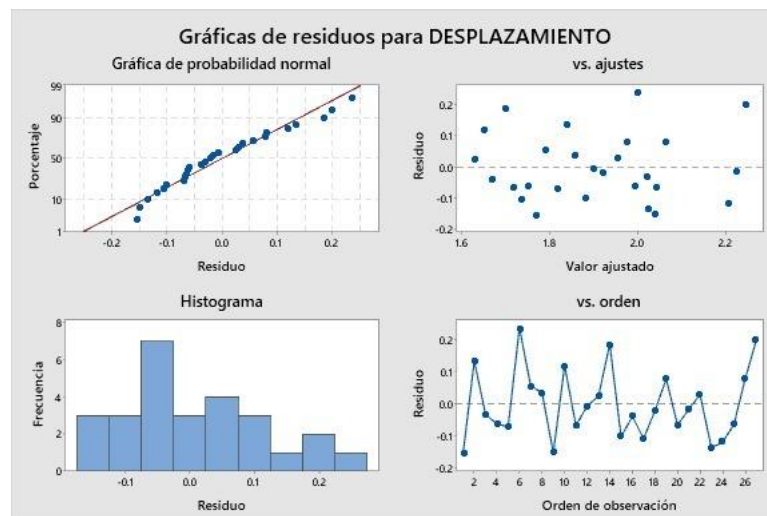 Gráficas de residuos para DESPLAZAMIENTO
Gráfica de probabilidad normal
Porcentaje
99
90
50
10
1
-0.2 -0.1 0.0 0.1 0.2
Residuo
vs. ajustes
Residuo
0.2
0.1
0.0
-0.1
-0.2
1.6 1.8 2.0 2.2
Valor ajustado
Histograma
Frecuencia
8
6
4
2
0
-0.1 0.0 0.1 0.2
Residuo
vs. orden
Residuo
0.2
0.1
0.0
-0.1
-0.2
2 4 6 8 10 12 14 16 18 20 22 24 26
Orden de observación